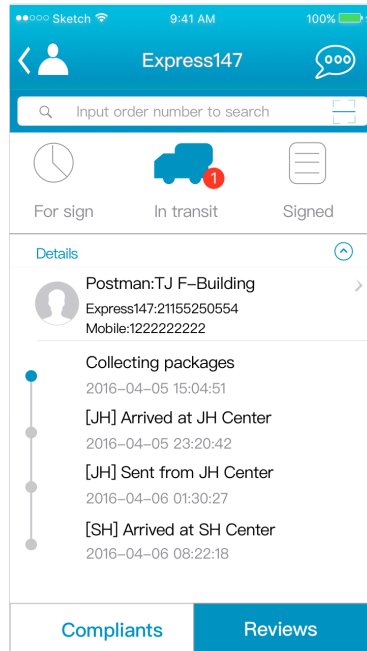 Sketch 9:41 AM 100%
Express147
Input order number to search
1
For sign In transit Signed
Details
Postman:TJ F-Building
Express147:21155250554
Mobile:1222222222
Collecting packages
2016-04-05 15:04:51
[JH] Arrived at JH Center
2016-04-05 23:20:42
[JH] Sent from JH Center
2016-04-06 01:30:27
[SH] Arrived at SH Center
2016-04-06 08:22:18
Compliants Reviews